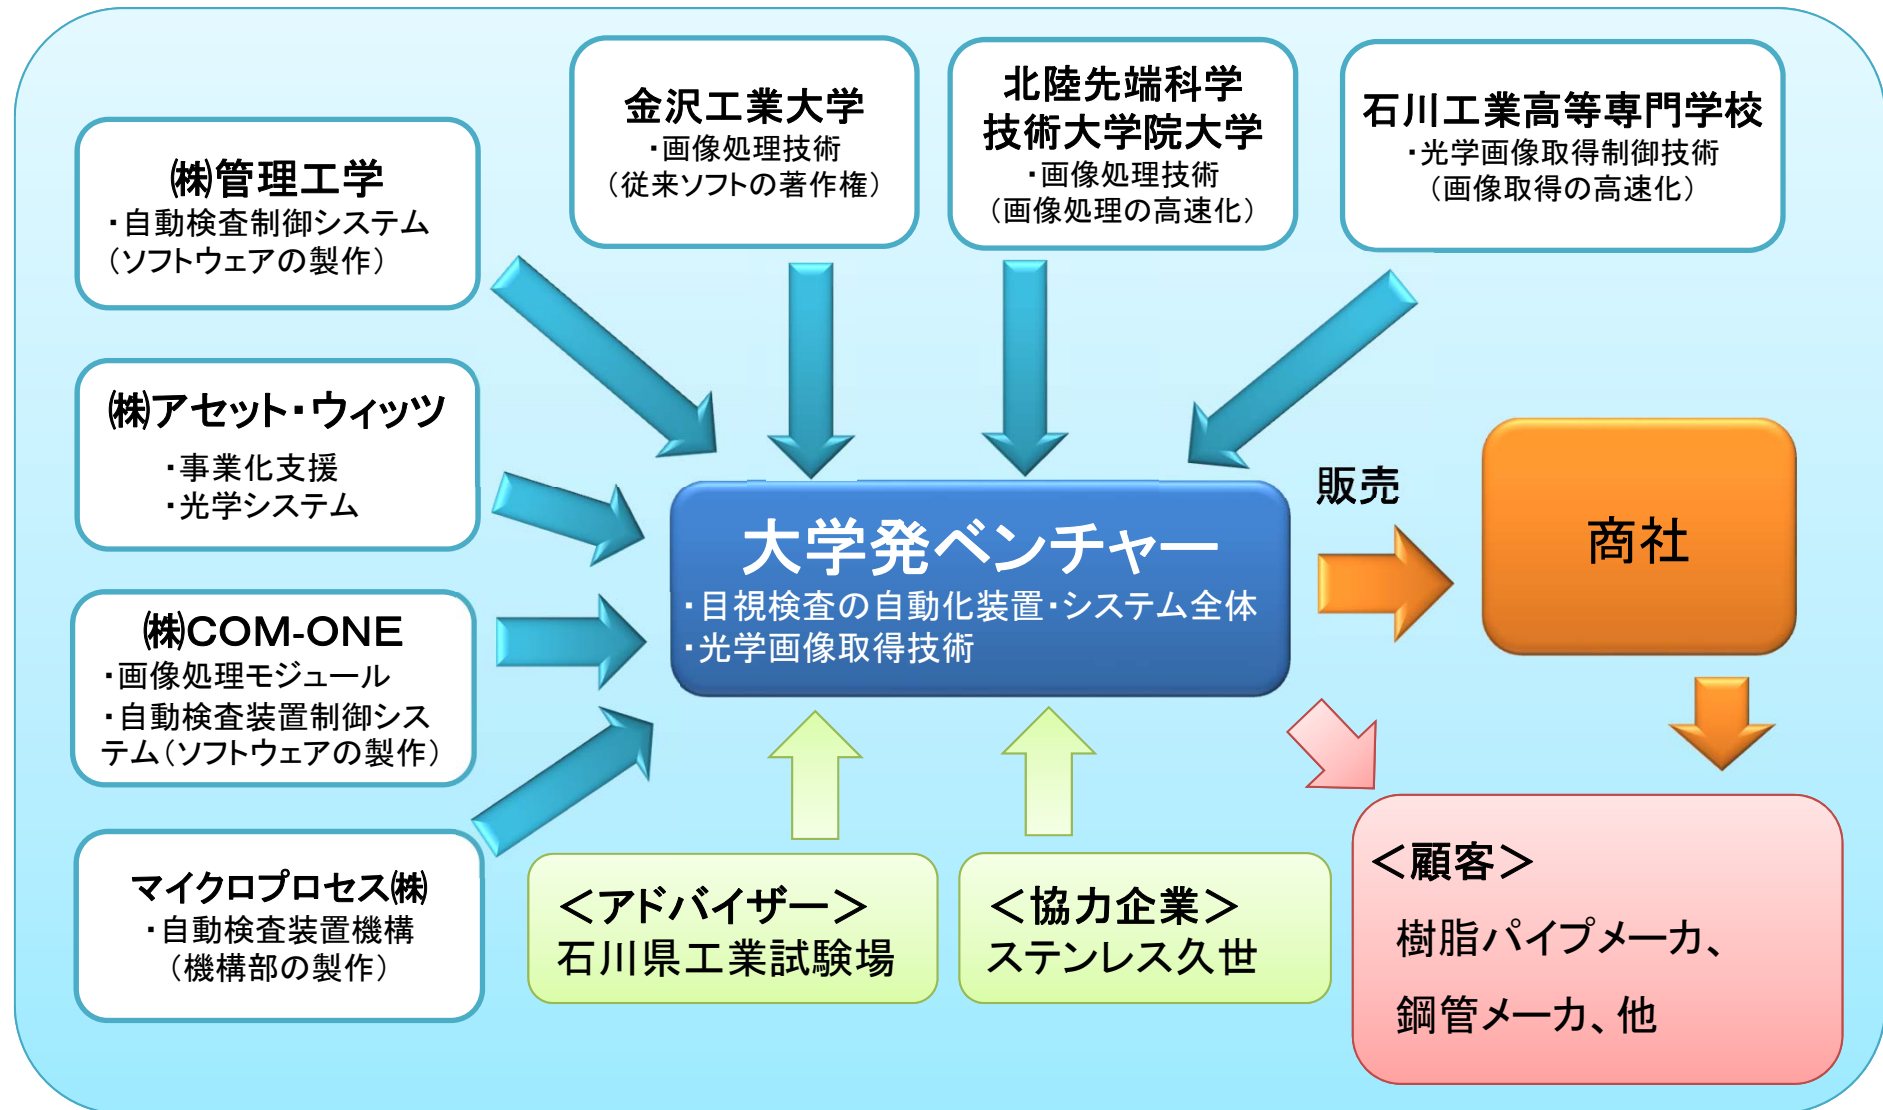 ㈱管理工学
・自動検査制御システム
(ソフトウェアの製作)
金沢工業大学
・画像処理技術
(従来ソフトの著作権)
北陸先端科学
技術大学院大学
・画像処理技術
(画像処理の高速化)
石川工業高等専門学校
・光学画像取得制御技術
(画像取得の高速化)
㈱アセット・ウィッツ
・事業化支援
・光学システム
㈱COM-ONE
・画像処理モジュール
・自動検査装置制御シス
テム(ソフトウェアの製作)
マイクロプロセス㈱
・自動検査装置機構
(機構部の製作)
大学発ベンチャー
・目視検査の自動化装置・システム全体
・光学画像取得技術
販売
商社
<アドバイザー>
石川県工業試験場
<協力企業>
ステンレス久世
<顧客>
樹脂パイプメーカ、
鋼管メーカ、他